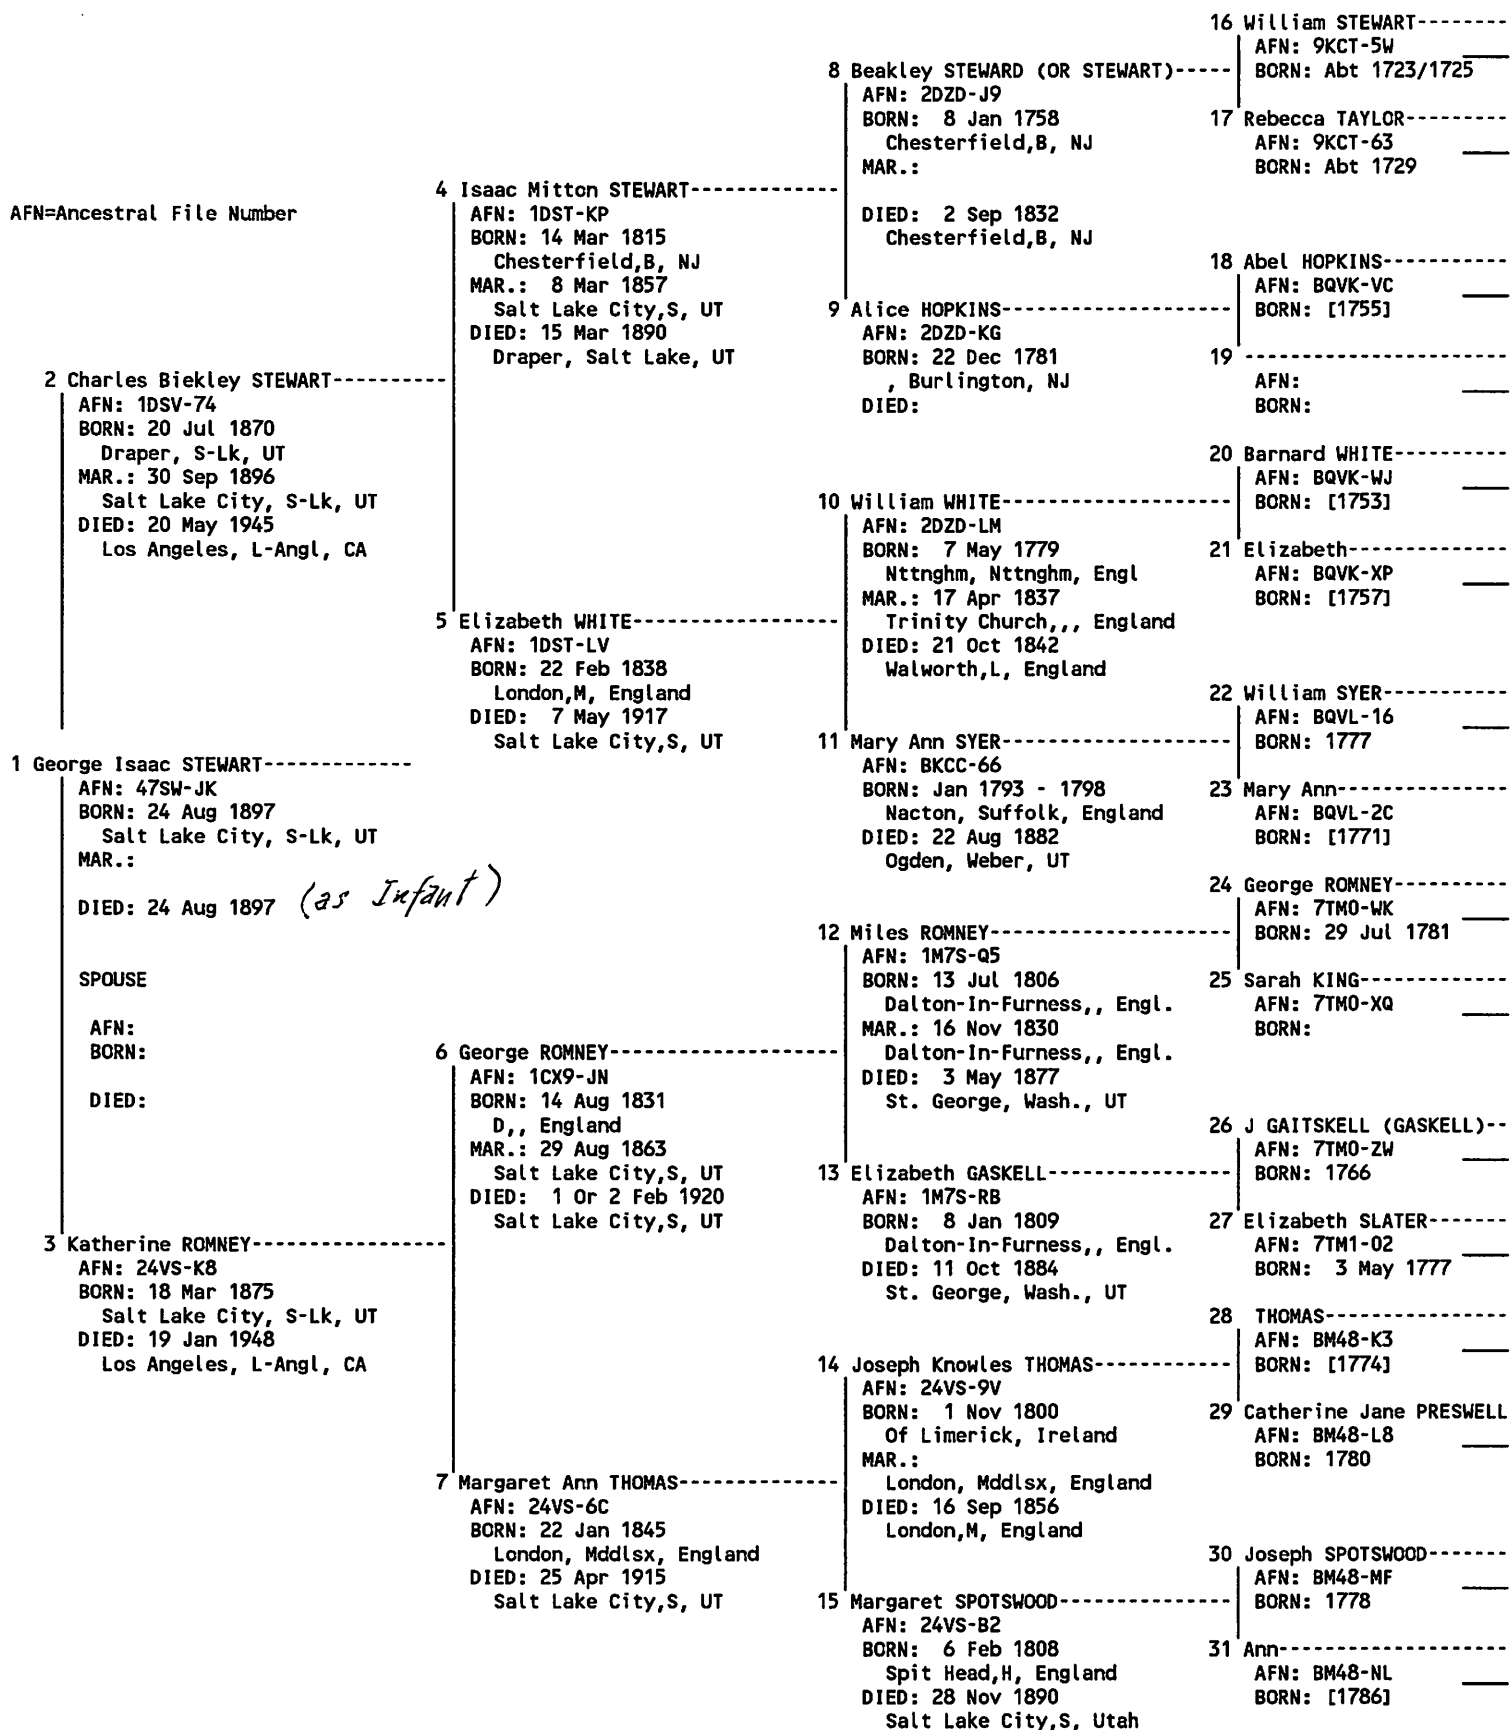 AFN=Ancestral File Number
1 George Isaac STEWART-------------
AFN: 47SW-JK
BORN: 24 Aug 1897
Salt Lake City, S-Lk, UT
MAR.:
DIED: 24 Aug 1897 (as Infant)
SPOUSE
AFN:
BORN:
DIED:
2 Charles Biekley STEWART----------
AFN: 1DSV-74
BORN: 20 Jul 1870
Draper, S-Lk, UT
MAR.: 30 Sep 1896
Salt Lake City, S-Lk, UT
DIED: 20 May 1945
Los Angeles, L-Angl, CA
3 Katherine ROMNEY-----------------
AFN: 24VS-K8
BORN: 18 Mar 1875
Salt Lake City, S-Lk, UT
DIED: 19 Jan 1948
Los Angeles, L-Angl, CA
4 Isaac Mitton STEWART-------------
AFN: 1DST-KP
BORN: 14 Mar 1815
Chesterfield,B, NJ
MAR.: 8 Mar 1857
Salt Lake City,S, UT
DIED: 15 Mar 1890
Draper, Salt Lake, UT
5 Elizabeth WHITE------------------
AFN: 1DST-LV
BORN: 22 Feb 1838
London,M, England
DIED: 7 May 1917
Salt Lake City,S, UT
6 George ROMNEY--------------------
AFN: 1CX9-JN
BORN: 14 Aug 1831
D,, England
MAR.: 29 Aug 1863
Salt Lake City,S, UT
DIED: 1 Or 2 Feb 1920
Salt Lake City,S, UT
7 Margaret Ann THOMAS--------------
AFN: 24VS-6C
BORN: 22 Jan 1845
London, Mddlsx, England
DIED: 25 Apr 1915
Salt Lake City,S, UT
8 Beakley STEWARD (OR STEWART)-----
AFN: 2DZD-J9
BORN: 8 Jan 1758
Chesterfield,B, NJ
MAR.:
DIED: 2 Sep 1832
Chesterfield,B, NJ
9 Alice HOPKINS--------------------
AFN: 2DZD-KG
BORN: 22 Dec 1781
, Burlington, NJ
DIED:
10 William WHITE--------------------
AFN: 2DZD-LM
BORN: 7 May 1779
Nttnghm, Nttnghm, Engl
MAR.: 17 Apr 1837
Trinity Church,,, England
DIED: 21 Oct 1842
Walworth,L, England
11 Mary Ann SYER--------------------
AFN: BKCC-66
BORN: Jan 1793 - 1798
Nacton, Suffolk, England
DIED: 22 Aug 1882
Ogden, Weber, UT
12 Miles ROMNEY---------------------
AFN: 1M7S-Q5
BORN: 13 Jul 1806
Dalton-In-Furness,, Engl.
MAR.: 16 Nov 1830
Dalton-In-Furness,, Engl.
DIED: 3 May 1877
St. George, Wash., UT
13 Elizabeth GASKELL----------------
AFN: 1M7S-RB
BORN: 8 Jan 1809
Dalton-In-Furness,, Engl.
DIED: 11 Oct 1884
St. George, Wash., UT
14 Joseph Knowles THOMAS------------
AFN: 24VS-9V
BORN: 1 Nov 1800
Of Limerick, Ireland
MAR.:
London, Mddlsx, England
DIED: 16 Sep 1856
London,M, England
15 Margaret SPOTSWOOD---------------
AFN: 24VS-B2
BORN: 6 Feb 1808
Spit Head,H, England
DIED: 28 Nov 1890
Salt Lake City,S, Utah
16 William STEWART--------
AFN: 9KCT-5W
BORN: Abt 1723/1725
17 Rebecca TAYLOR---------
AFN: 9KCT-63
BORN: Abt 1729
18 Abel HOPKINS-----------
AFN: BQVK-VC
BORN: [1755]
19 -----------------------
AFN:
BORN:
20 Barnard WHITE----------
AFN: BQVK-WJ
BORN: [1753]
21 Elizabeth--------------
AFN: BQVK-XP
BORN: [1757]
22 William SYER-----------
AFN: BQVL-16
BORN: 1777
23 Mary Ann---------------
AFN: BQVL-2C
BORN: [1771]
24 George ROMNEY----------
AFN: 7TM0-WK
BORN: 29 Jul 1781
25 Sarah KING-------------
AFN: 7TM0-XQ
BORN:
26 J GAITSKELL (GASKELL)--
AFN: 7TM0-ZW
BORN: 1766
27 Elizabeth SLATER-------
AFN: 7TM1-02
BORN: 3 May 1777
28 THOMAS----------------
AFN: BM48-K3
BORN: [1774]
29 Catherine Jane PRESWELL
AFN: BM48-L8
BORN: 1780
30 Joseph SPOTSWOOD-------
AFN: BM48-MF
BORN: 1778
31 Ann--------------------
AFN: BM48-NL
BORN: [1786]